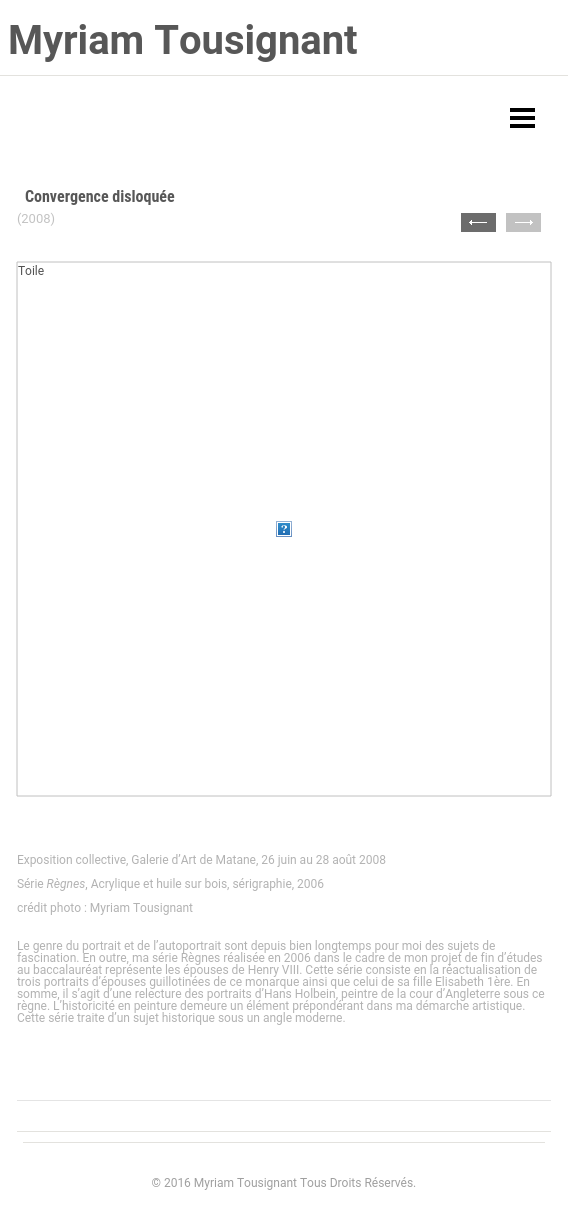 Myriam Tousignant
Convergence disloquée
(2008)
Toile
Exposition collective, Galerie d’Art de Matane, 26 juin au 28 août 2008
Série Règnes, Acrylique et huile sur bois, sérigraphie, 2006
crédit photo : Myriam Tousignant
Le genre du portrait et de l’autoportrait sont depuis bien longtemps pour moi des sujets de
fascination. En outre, ma série Règnes réalisée en 2006 dans le cadre de mon projet de fin d’études
au baccalauréat représente les épouses de Henry VIII. Cette série consiste en la réactualisation de
trois portraits d’épouses guillotinées de ce monarque ainsi que celui de sa fille Elisabeth 1ère. En
somme, il s’agit d’une relecture des portraits d’Hans Holbein, peintre de la cour d’Angleterre sous ce
règne. L’historicité en peinture demeure un élément prépondérant dans ma démarche artistique.
Cette série traite d’un sujet historique sous un angle moderne.
© 2016 Myriam Tousignant Tous Droits Réservés.